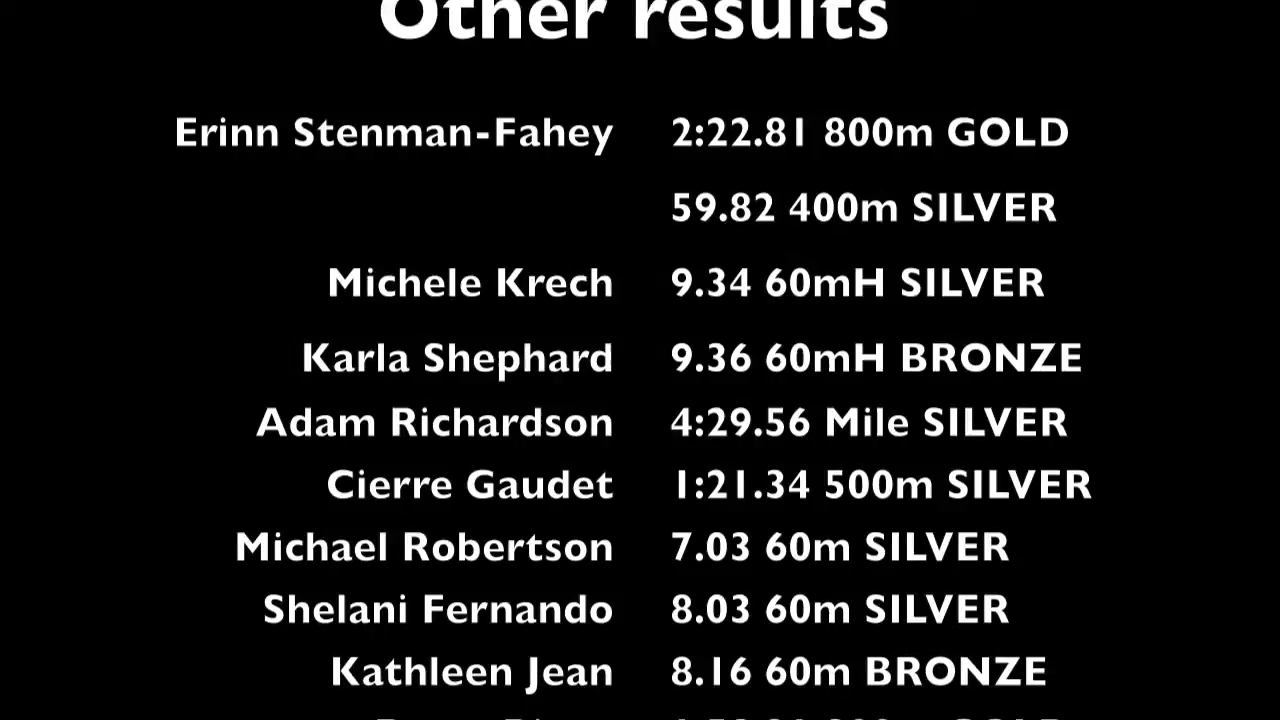 Other results
Erinn Stenman-Fahey 2:22.81 800m GOLD
59.82 400m SILVER
Michele Krech 9.34 60mH SILVER
Karla Shephard 9.36 60mH BRONZE
Adam Richardson 4:29.56 Mile SILVER
Cierre Gaudet 1:21.34 500m SILVER
Michael Robertson 7.03 60m SILVER
Shelani Fernando 8.03 60m SILVER
Kathleen Jean 8.16 60m BRONZE